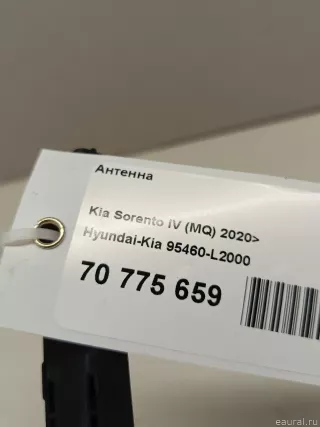 Антенна
Kia Sorento IV (MQ) 2020>
Hyundai-Kia 95460-L2000
70 775 659
eaural.ru